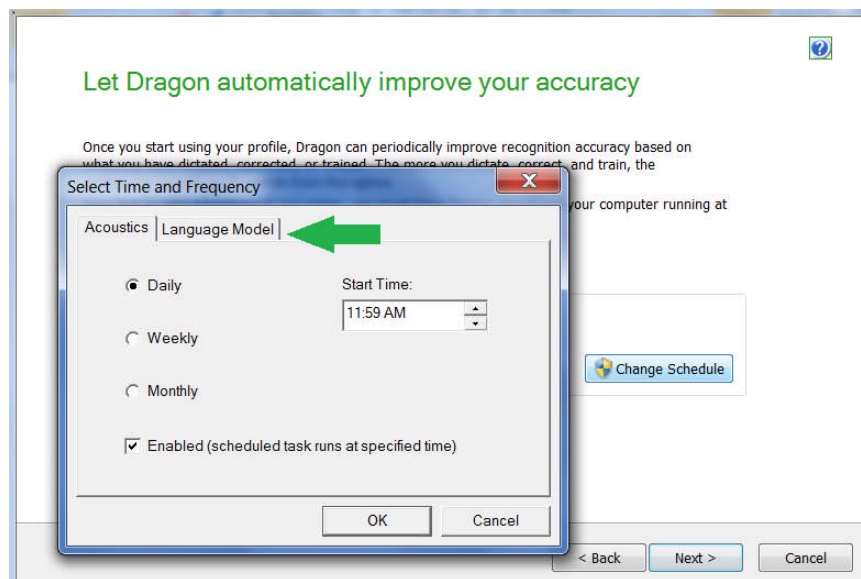 Let Dragon automatically improve your accuracy
Once you start using your profile, Dragon can periodically improve recognition accuracy based on
what you have dictated, corrected, or trained. The more you dictate, correct, and train, the
your computer running at
Select Time and Frequency
Acoustics
Language Model
Daily
Start Time:
11:59 AM
Weekly
Monthly
Enabled (scheduled task runs at specified time)
OK
Cancel
Change Schedule
< Back
Next >
Cancel